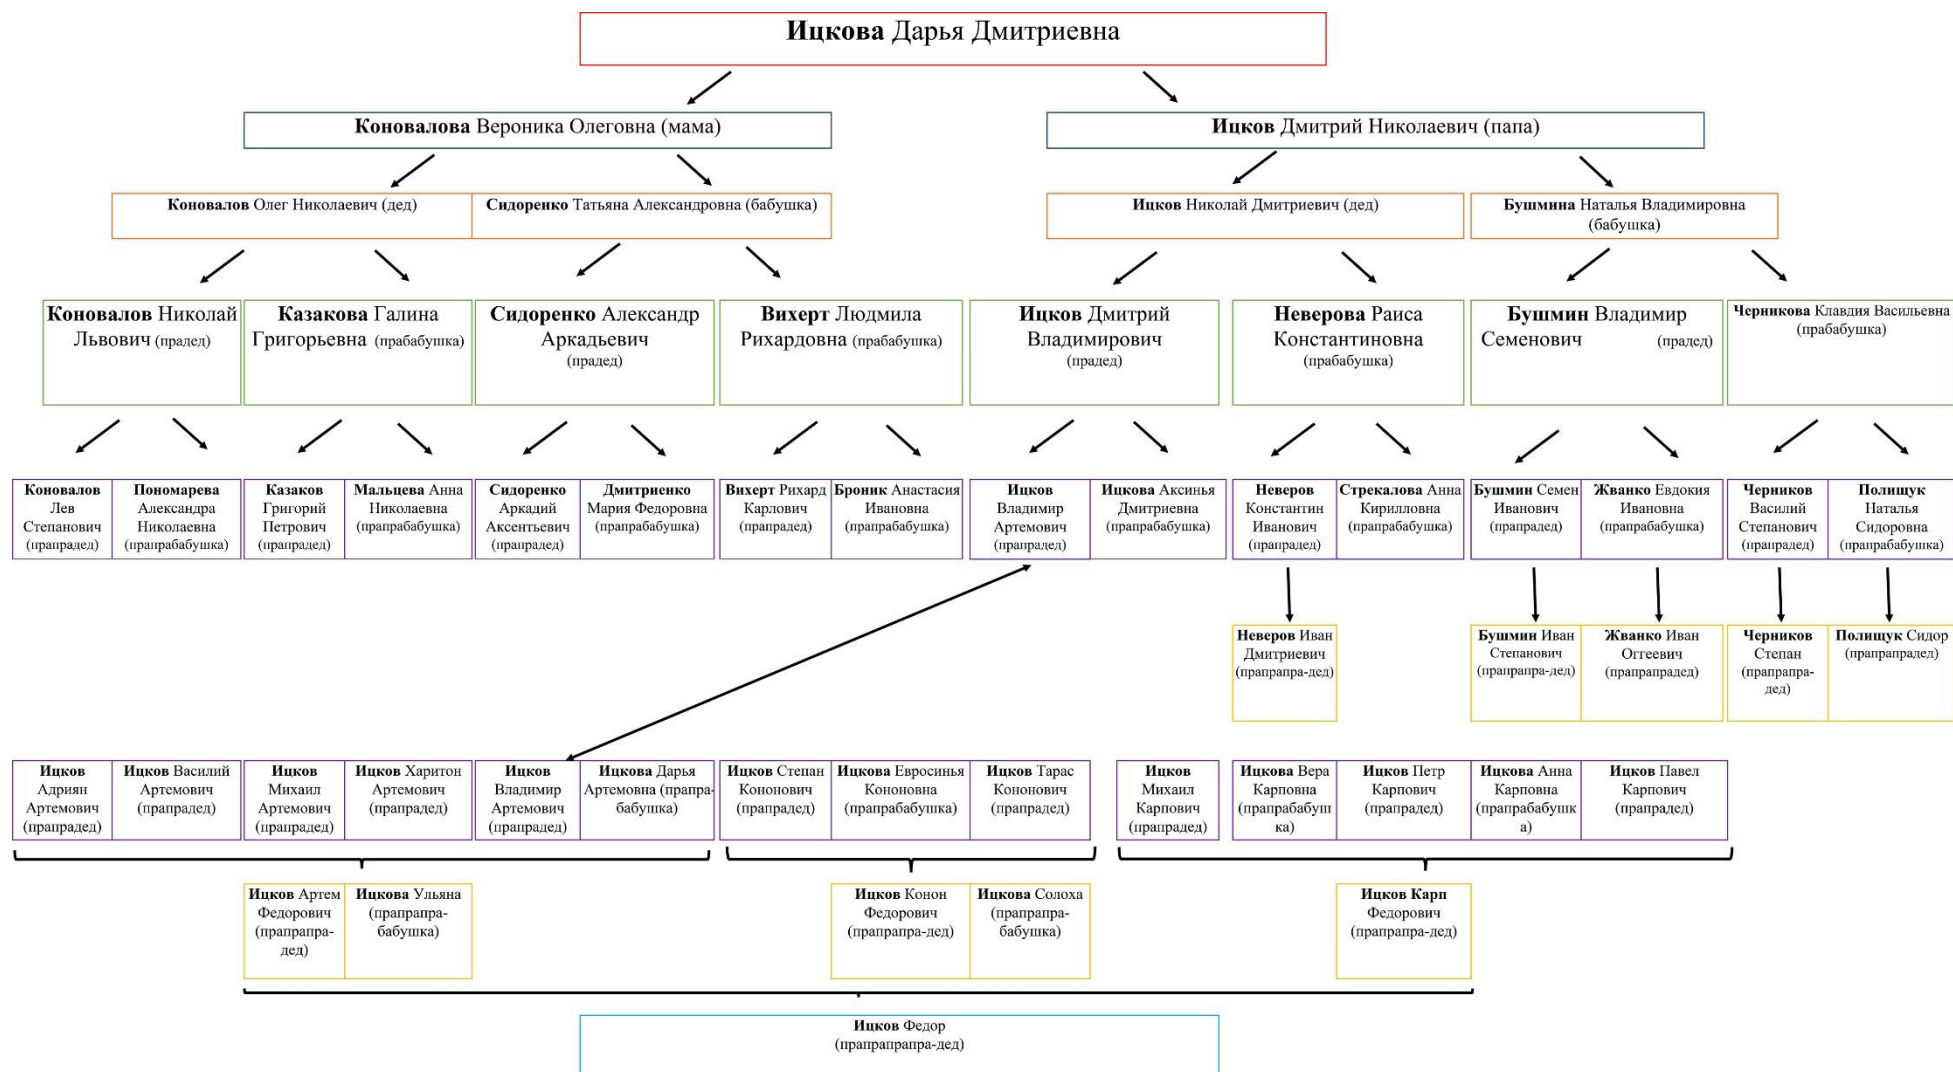 Ицкова Дарья Дмитриевна
Коновалова Вероника Олеговна (мама)
Ицков Дмитрий Николаевич (папа)
Коновалов Олег Николаевич (дед)
Сидоренко Татьяна Александровна (бабушка)
Ицков Николай Дмитриевич (дед)
Бушмина Наталья Владимировна
(бабушка)
Коновалов Николай
Львович (прадед)
Казакова Галина
Григорьевна (прабабушка)
Сидоренко Александр
Аркадьевич
(прадед)
Вихерт Людмила
Рихардовна (прабабушка)
Ицков Дмитрий
Владимирович
(прадед)
Неверова Раиса
Константиновна
(прабабушка)
Бушмин Владимир
Семенович (прадед)
Черникова Клавдия Васильевна
(прабабушка)
Коновалов
Лев
Степанович
(прапрадед)
Пономарева
Александра
Николаевна
(прапрабабушка)
Казаков
Григорий
Петрович
(прапрадед)
Мальцева Анна
Николаевна
(прапрабабушка)
Сидоренко
Аркадий
Аксентьевич
(прапрадед)
Дмитриенко
Мария Федоровна
(прапрабабушка)
Вихерт Рихард
Карлович
(прапрадед)
Броник Анастасия
Ивановна
(прапрабабушка)
Ицков
Владимир
Артемович
(прапрадед)
Ицкова Аксинья
Дмитриевна
(прапрабабушка)
Неверов
Константин
Иванович
(прапрадед)
Стрекалова Анна
Кирилловна
(прапрабабушка)
Бушмин Семен
Иванович
(прапрадед)
Жванко Евдокия
Ивановна
(прапрабабушка)
Черников
Василий
Степанович
(прапрадед)
Полищук
Наталья
Сидоровна
(прапрабабушка)
Неверов Иван
Дмитриевич
(прапрапра-дед)
Бушмин Иван
Степанович
(прапрапра-дед)
Жванко Иван
Оггеевич
(прапрапрадед)
Черников
Степан
(прапрапра-
дед)
Полищук Сидор
(прапрапрадед)
Ицков
Адриян
Артемович
(прапрадед)
Ицков Василий
Артемович
(прапрадед)
Ицков
Михаил
Артемович
(прапрадед)
Ицков Харитон
Артемович
(прапрадед)
Ицков
Владимир
Артемович
(прапрадед)
Ицкова Дарья
Артемовна (прапра-
бабушка)
Ицков Степан
Кононович
(прапрадед)
Ицкова Евросинья
Кононовна
(прапрабабушка)
Ицков Тарас
Кононович
(прапрадед)
Ицков
Михаил
Карпович
(прапрадед)
Ицкова Вера
Карповна
(прапрабабуш
ка)
Ицков Петр
Карпович
(прапрадед)
Ицкова Анна
Карповна
(прапрабабушк
а)
Ицков Павел
Карпович
(прапрадед)
Ицков Артем
Федорович
(прапрапра-
дед)
Ицкова Ульяна
(прапрапра-
бабушка)
Ицков Конон
Федорович
(прапрапра-дед)
Ицкова Солоха
(прапрапра-
бабушка)
Ицков Карп
Федорович
(прапрапра-дед)
Ицков Федор
(прапрапрапра-дед)